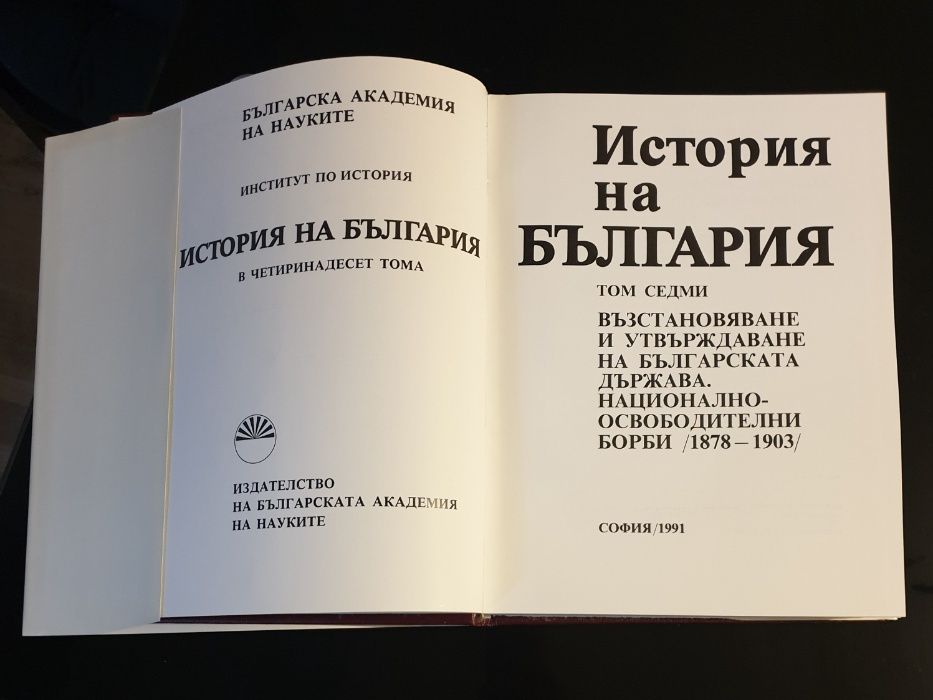 БЪЛГАРСКА АКАДЕМИЯ
НА НАУКИТЕ
ИНСТИТУТ ПО ИСТОРИЯ
ИСТОРИЯ НА БЪЛГАРИЯ
В ЧЕТИРИНАДЕСЕТ ТОМА
ИЗДАТЕЛСТВО
НА БЪЛГАРСКАТА АКАДЕМИЯ
НА НАУКИТЕ
История
на
БЪЛГАРИЯ
ТОМ СЕДМИ
ВЪЗСТАНОВЯВАНЕ
И УТВЪРЖДАВАНЕ
НА БЪЛГАРСКАТА
ДЪРЖАВА.
НАЦИОНАЛНО-
ОСВОБОДИТЕЛНИ
БОРБИ /1878 – 1903/
СОФИЯ/1991